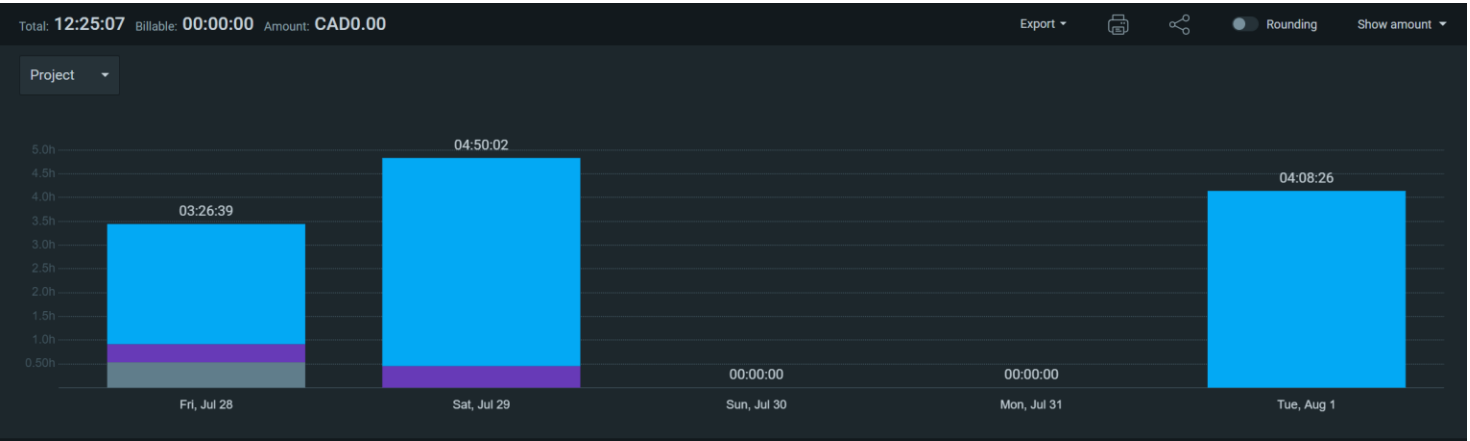 Total: 12:25:07 Billable: 00:00:00 Amount: CAD0.00 Export Rounding Show amount
Project
5.0h
4.5h
4.0h
3.5h
3.0h
2.5h
2.0h
1.5h
1.0h
0.50h
03:26:39
04:50:02
00:00:00
00:00:00
04:08:26
Fri, Jul 28
Sat, Jul 29
Sun, Jul 30
Mon, Jul 31
Tue, Aug 1